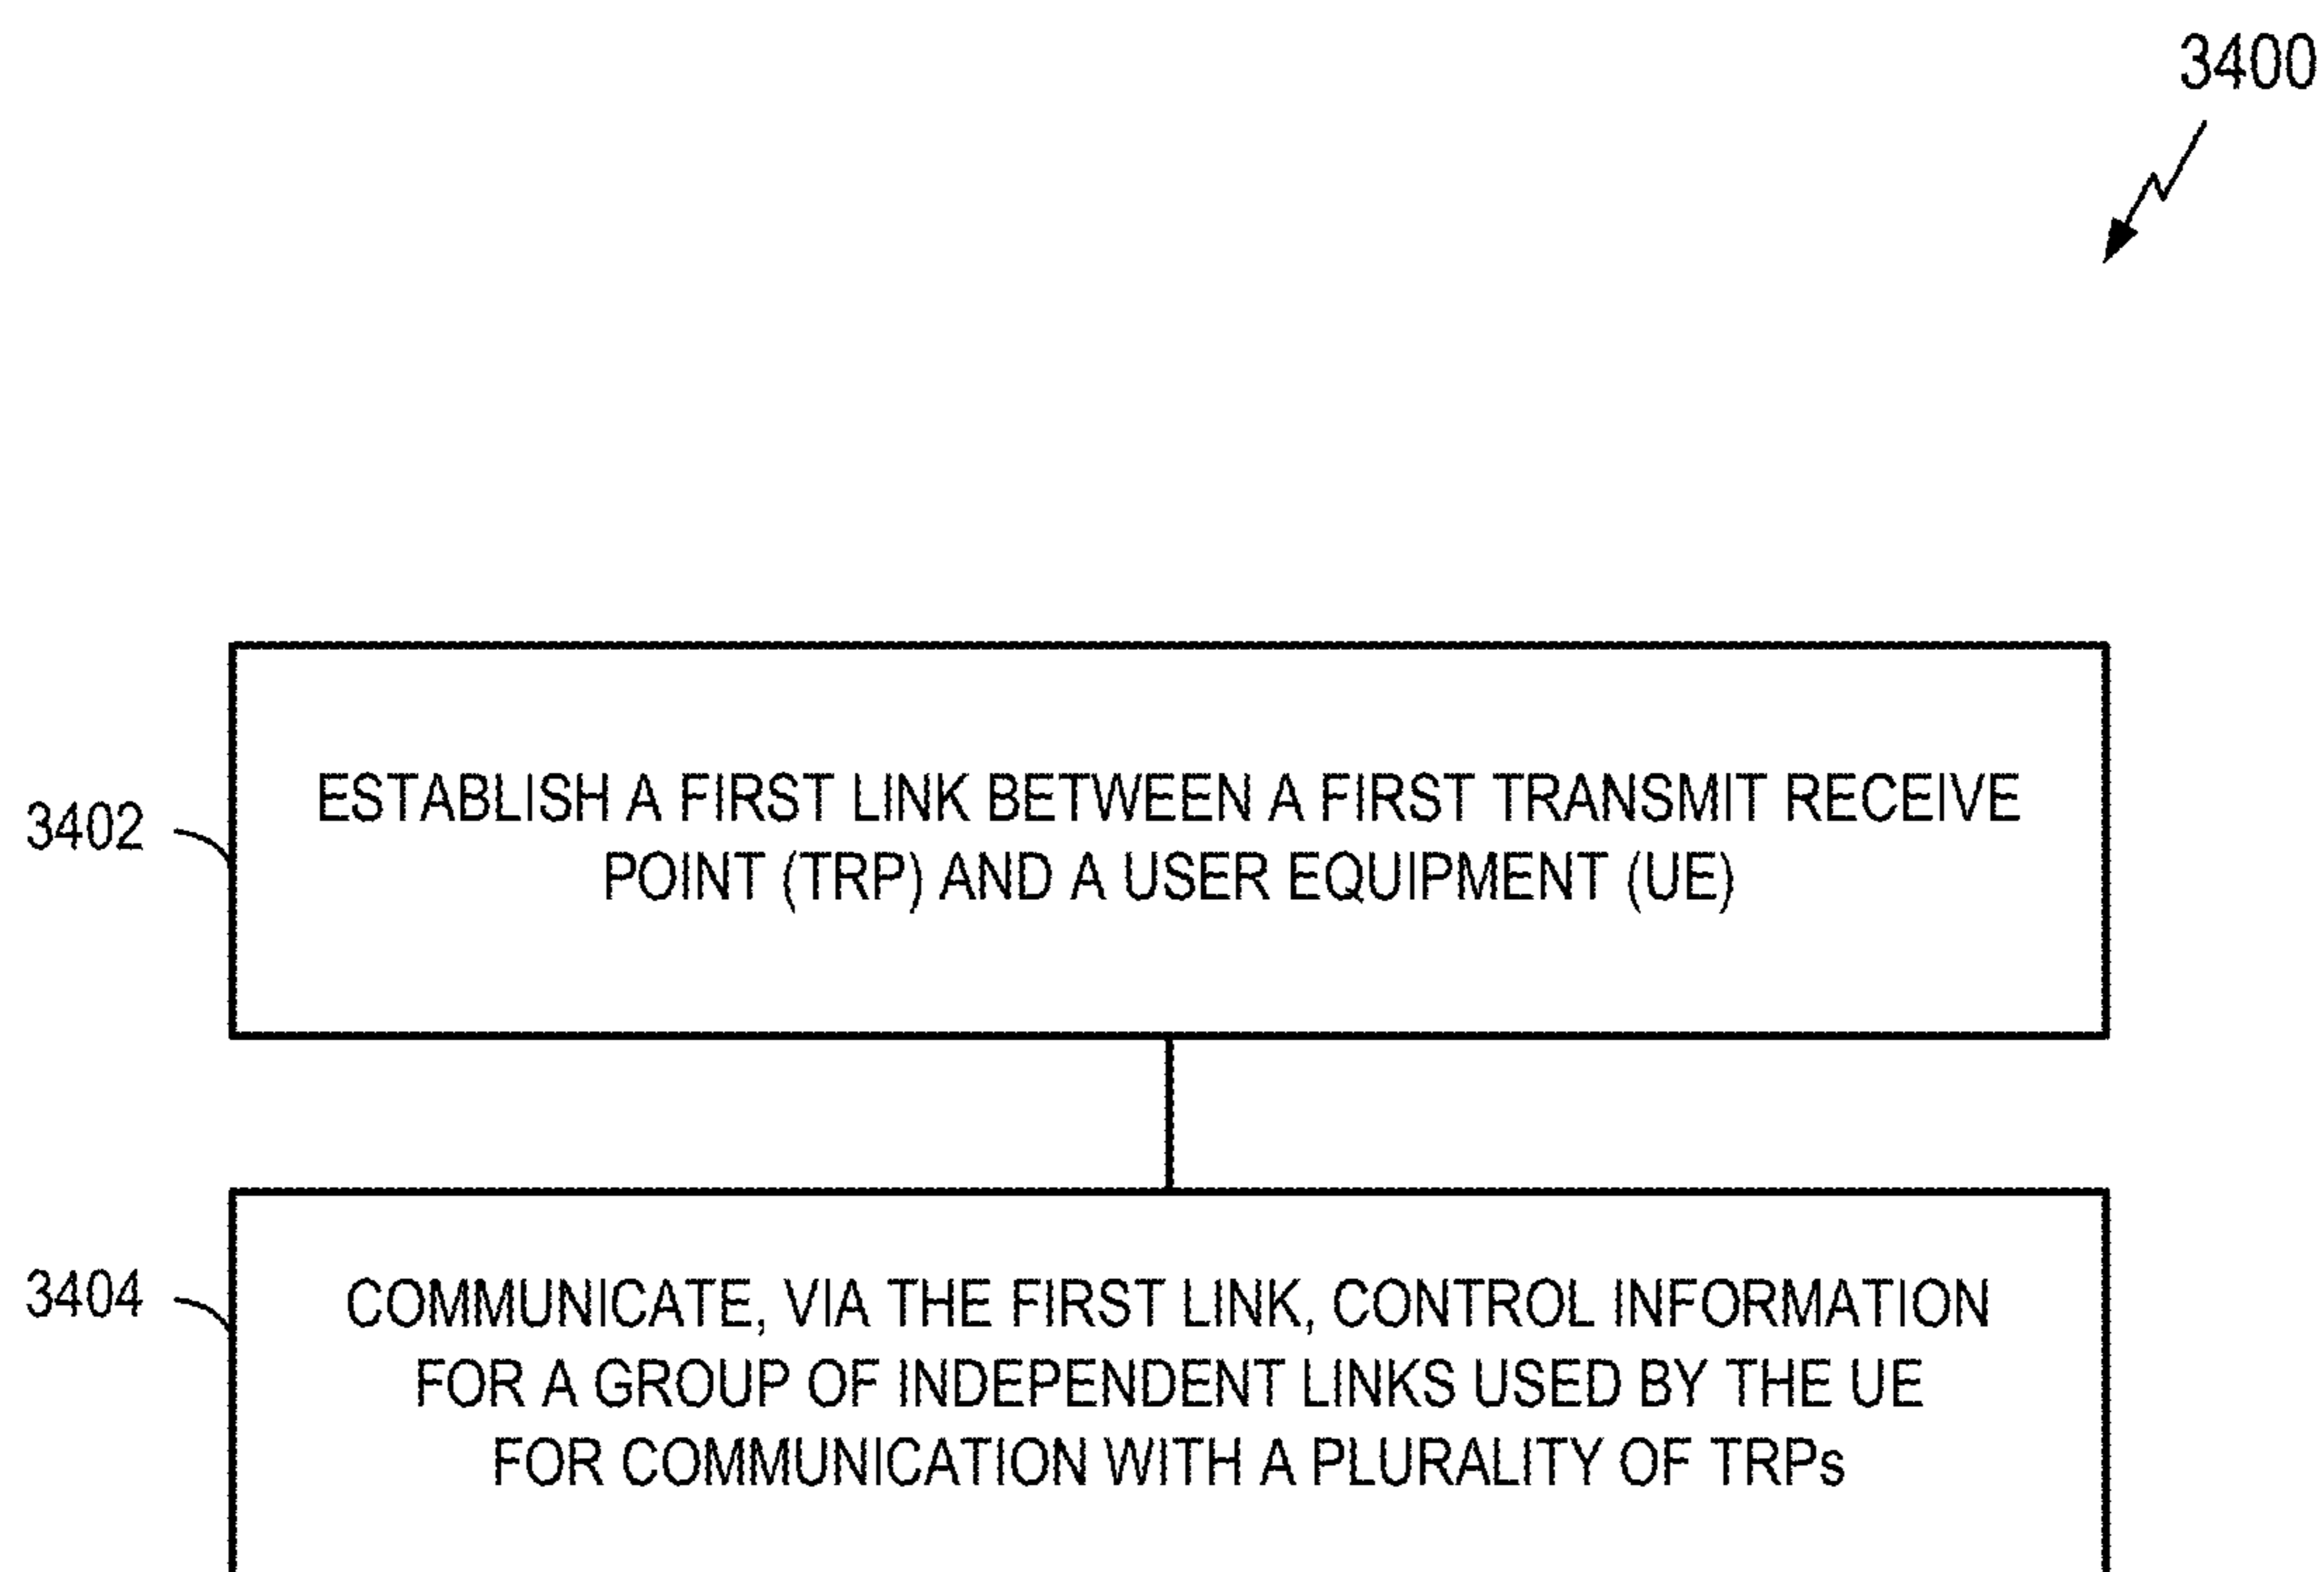 3400
3402
ESTABLISH A FIRST LINK BETWEEN A FIRST TRANSMIT RECEIVE
POINT (TRP) AND A USER EQUIPMENT (UE)
3404
COMMUNICATE, VIA THE FIRST LINK, CONTROL INFORMATION
FOR A GROUP OF INDEPENDENT LINKS USED BY THE UE
FOR COMMUNICATION WITH A PLURALITY OF TRPs